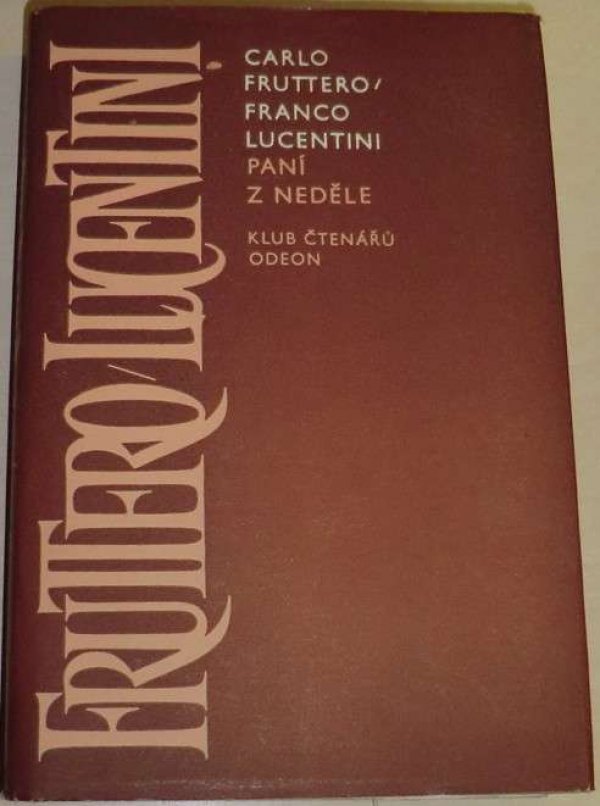 FRUTTERO/LUCENTINI
CARLO
FRUTTERO/
FRANCO
LUCENTINI
PANÍ
Z NEDĚLE
KLUB ČTENÁŘŮ
ODEON